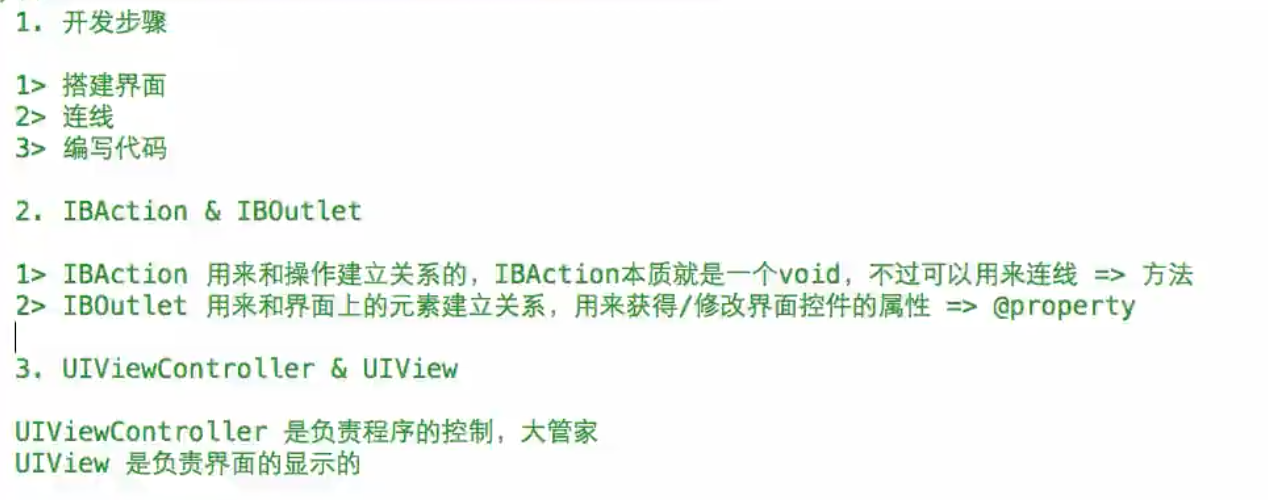 1. 开发步骤
1> 搭建界面
2> 连线
3> 编写代码
2. IBAction & IBOutlet
1> IBAction 用来和操作建立关系的，IBAction本质就是一个void，不过可以用来连线 => 方法
2> IBOutlet 用来和界面上的元素建立关系，用来获得/修改界面控件的属性 => @property
3. UIViewController & UIView
UIViewController 是负责程序的控制，大管家
UIView 是负责界面的显示的